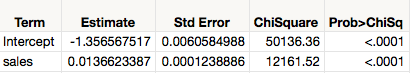 Term Estimate Std Error ChiSquare Prob>ChiSq
Intercept -1.356567517 0.0060584988 50136.36 <.0001
sales 0.0136623387 0.0001238886 12161.52 <.0001